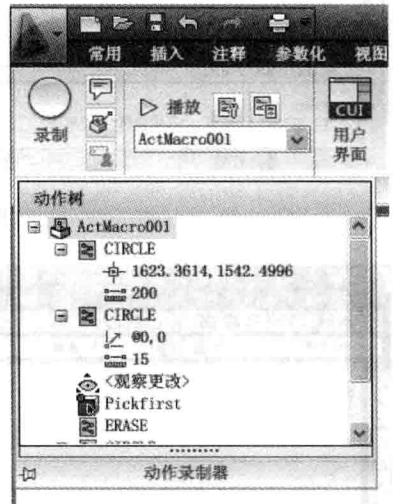 常用 插入 注释 参数化 视图
播放
录制
ActMacro001
CUI
用户
界面
动作树
ActMacro001
CIRCLE
1623.3614, 1542.4996
200
CIRCLE
@0,0
15
<观察更改>
Pickfirst
ERASE
动作录制器